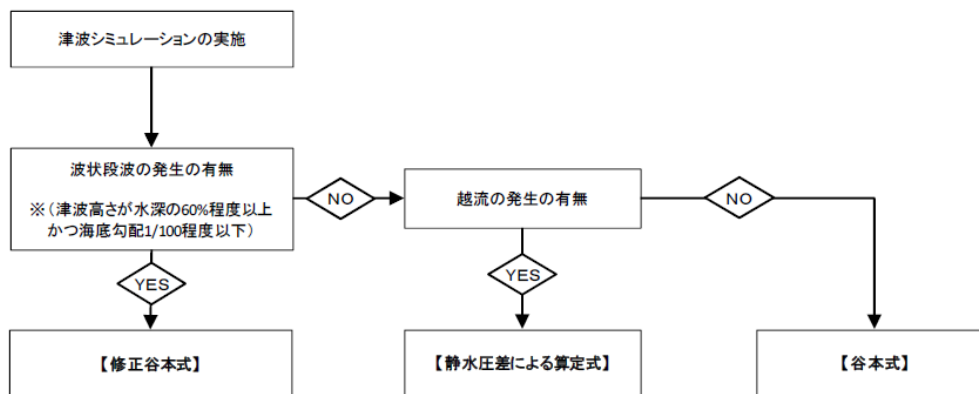 津波シミュレーションの実施
波状段波の発生の有無
※(津波高さが水深の60%程度以上
かつ海底勾配1/100程度以下)
NO
越流の発生の有無
NO
YES
YES
【修正谷本式】
【静水圧差による算定式】
【谷本式】